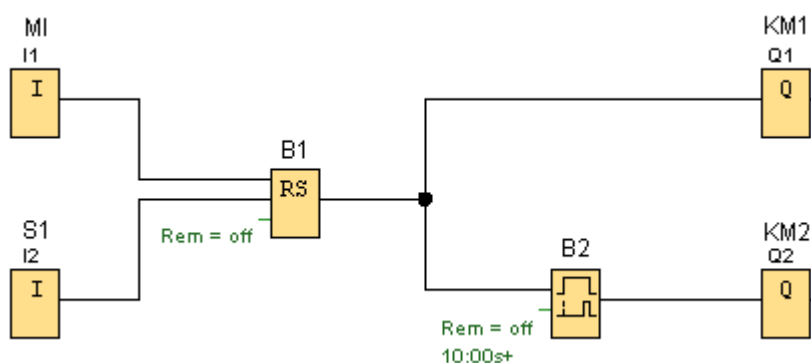 MI
I1
I
KM1
Q1
Q
B1
RS
Rem = off
S1
I2
I
B2
Rem = off
10:00s+
KM2
Q2
Q